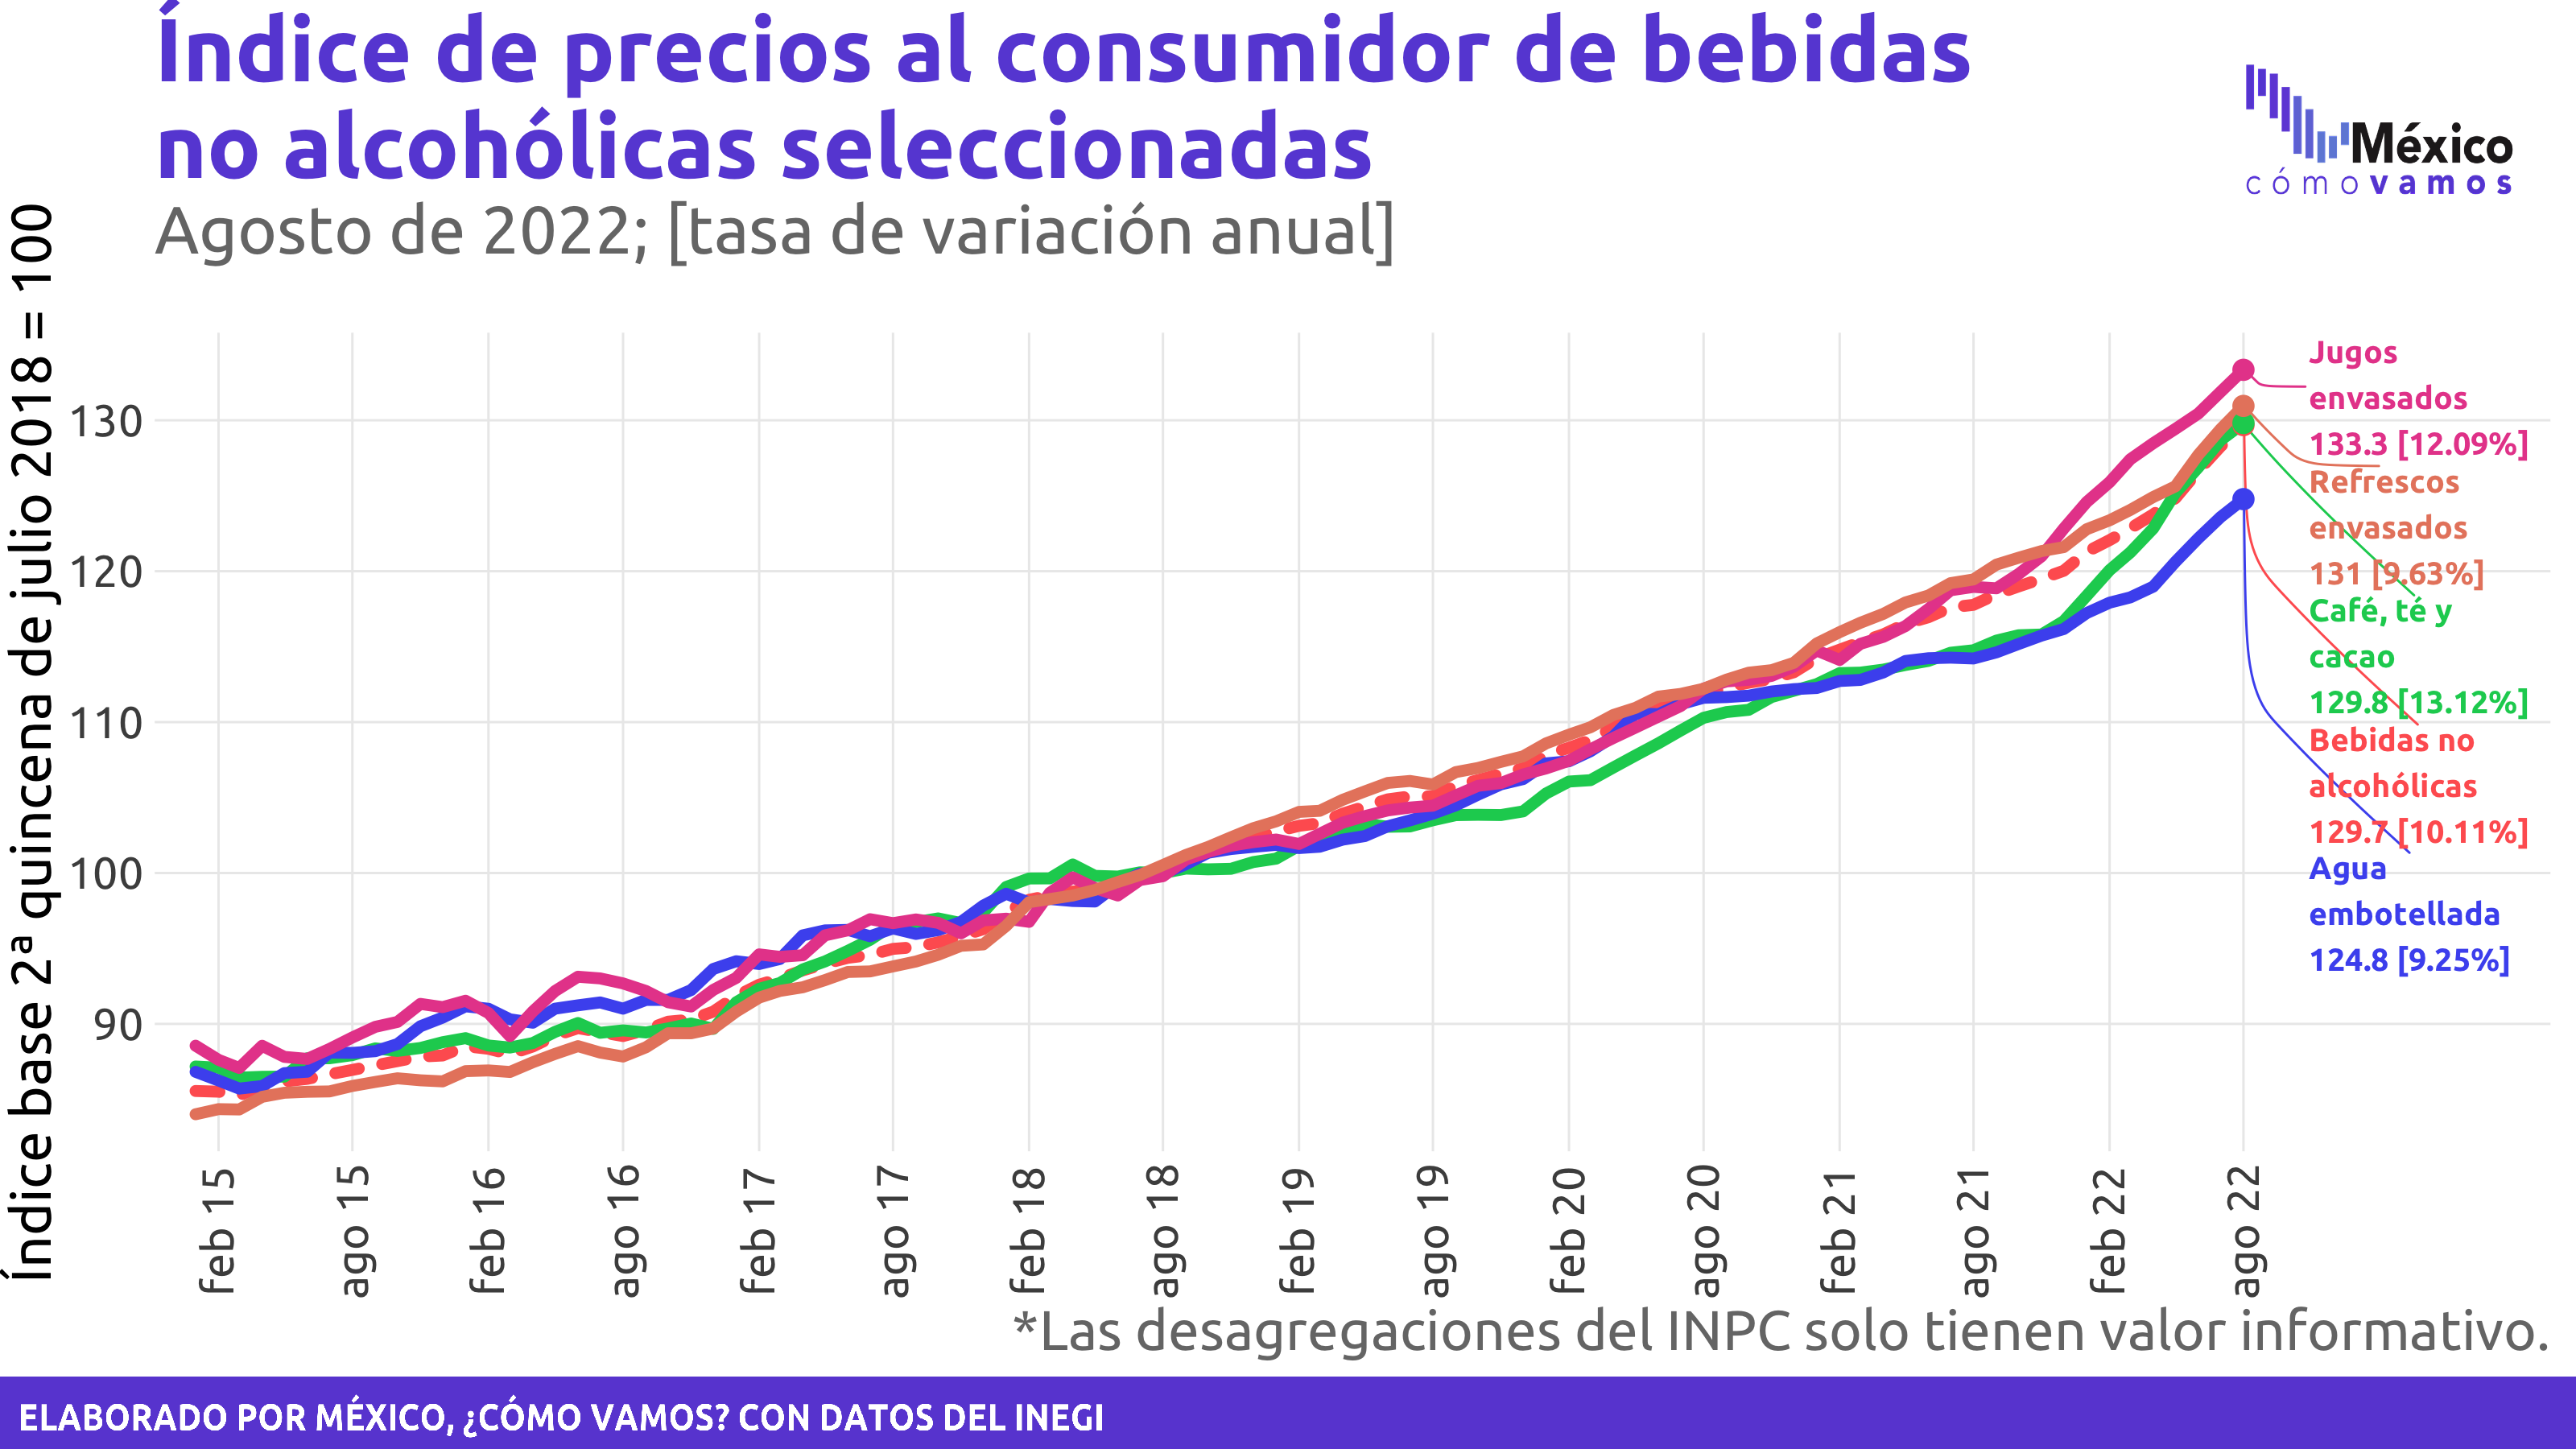 Índice de precios al consumidor de bebidas
no alcohólicas seleccionadas
Agosto de 2022; [tasa de variación anual]
México
cómo vamos
Índice base 2ª quincena de julio 2018 = 100
130
120
110
100
90
Jugos
envasados
133.3 [12.09%]
Refrescos
envasados
131 [9.63%]
Café, té y
cacao
129.8 [13.12%]
Bebidas no
alcohólicas
129.7 [10.11%]
Agua
embotellada
124.8 [9.25%]
feb 15
ago 15
feb 16
ago 16
feb 17
ago 17
feb 18
ago 18
feb 19
ago 19
feb 20
ago 20
feb 21
ago 21
feb 22
ago 22
*Las desagregaciones del INPC solo tienen valor informativo.
ELABORADO POR MÉXICO, ¿CÓMO VAMOS? CON DATOS DEL INEGI